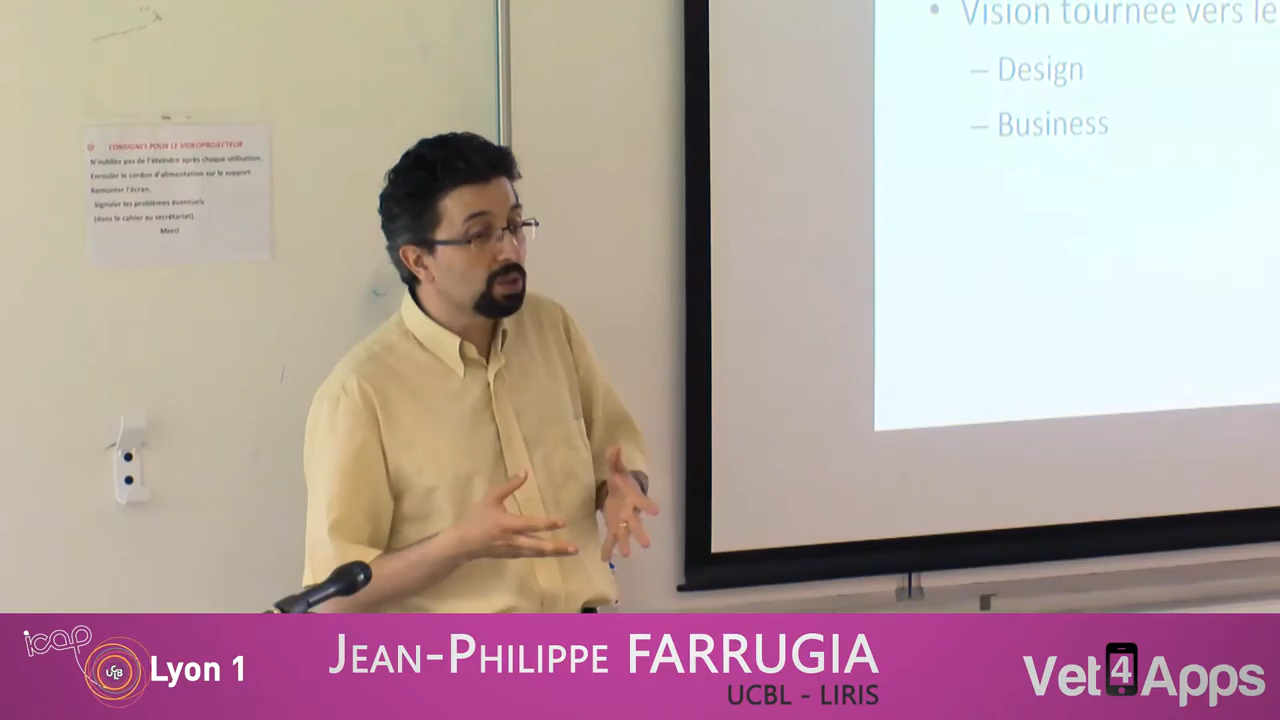 • Vision tournée vers le
– Design
– Business
CONSIGNES POUR LE VIDEOPROJECTEUR
N'oubliez pas de l'éteindre après chaque utilisation.
Enrouler le cordon d'alimentation sur le support.
Remonter l'écran.
Signaler les problèmes éventuels
(dans le cahier au secrétariat).
Merci
icap
UCBL
Lyon 1
JEAN-PHILIPPE FARRUGIA
UCBL - LIRIS
Vet4Apps